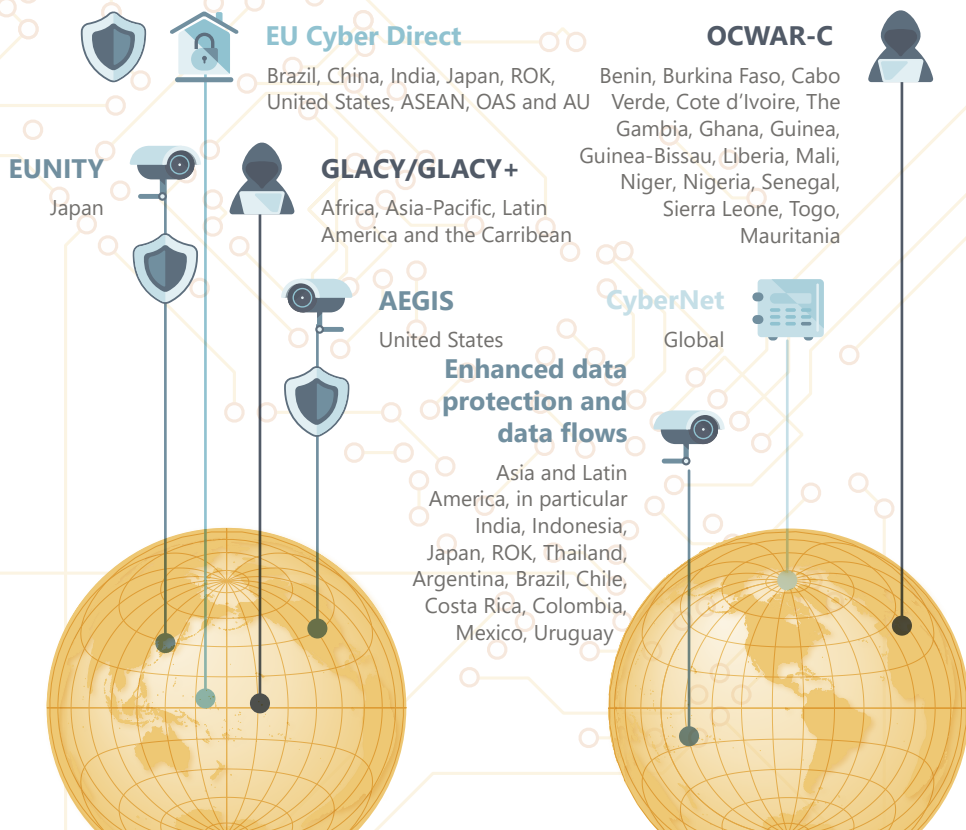 EU Cyber Direct
Brazil, China, India, Japan, ROK,
United States, ASEAN, OAS and AU
OCWAR-C
Benin, Burkina Faso, Cabo
Verde, Cote d'Ivoire, The
Gambia, Ghana, Guinea,
Guinea-Bissau, Liberia, Mali,
Niger, Nigeria, Senegal,
Sierra Leone, Togo,
Mauritania
EUNITY
Japan
GLACY/GLACY+
Africa, Asia-Pacific, Latin
America and the Carribean
AEGIS
United States
CyberNet
Global
Enhanced data
protection and
data flows
Asia and Latin
America, in particular
India, Indonesia,
Japan, ROK, Thailand,
Argentina, Brazil, Chile,
Costa Rica, Colombia,
Mexico, Uruguay